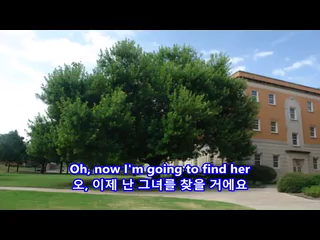 Oh, now I'm going to find her
오, 이제 난 그녀를 찾을 거에요